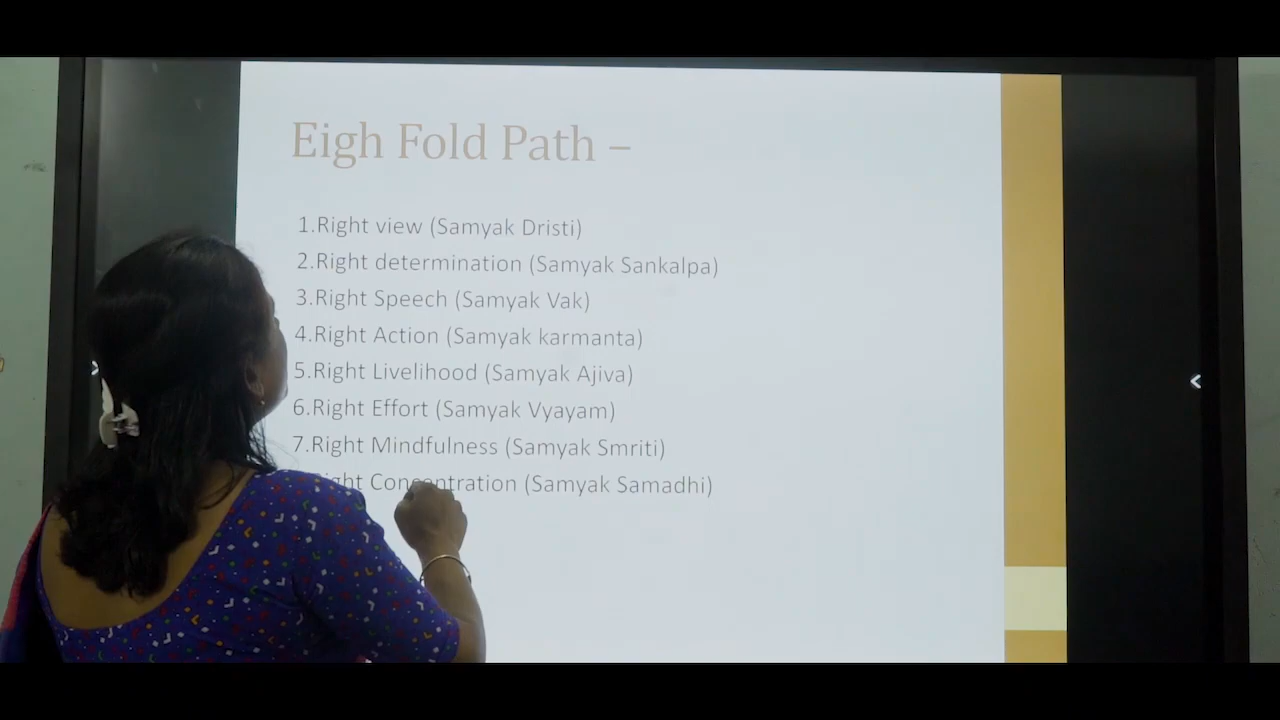 Eigh Fold Path –
1.Right view (Samyak Dristi)
2.Right determination (Samyak Sankalpa)
3.Right Speech (Samyak Vak)
4.Right Action (Samyak karmanta)
5.Right Livelihood (Samyak Ajiva)
6.Right Effort (Samyak Vyayam)
7.Right Mindfulness (Samyak Smriti)
Right Concentration (Samyak Samadhi)